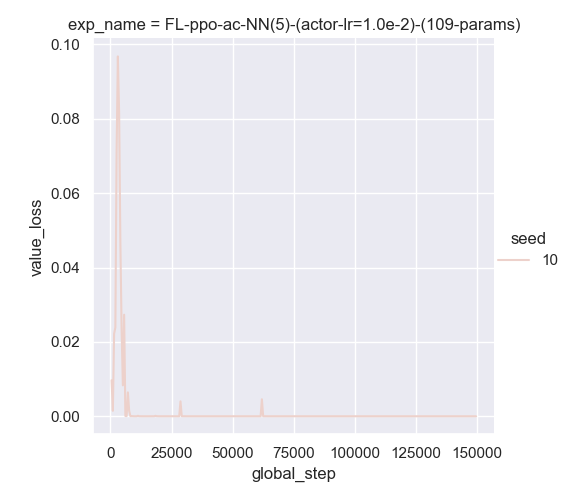 exp_name = FL-ppo-ac-NN(5)-(actor-lr=1.0e-2)-(109-params)
0.10
0.08
0.06
0.04
0.02
0.00
value_loss
seed
10
0 25000 50000 75000 100000 125000 150000
global_step